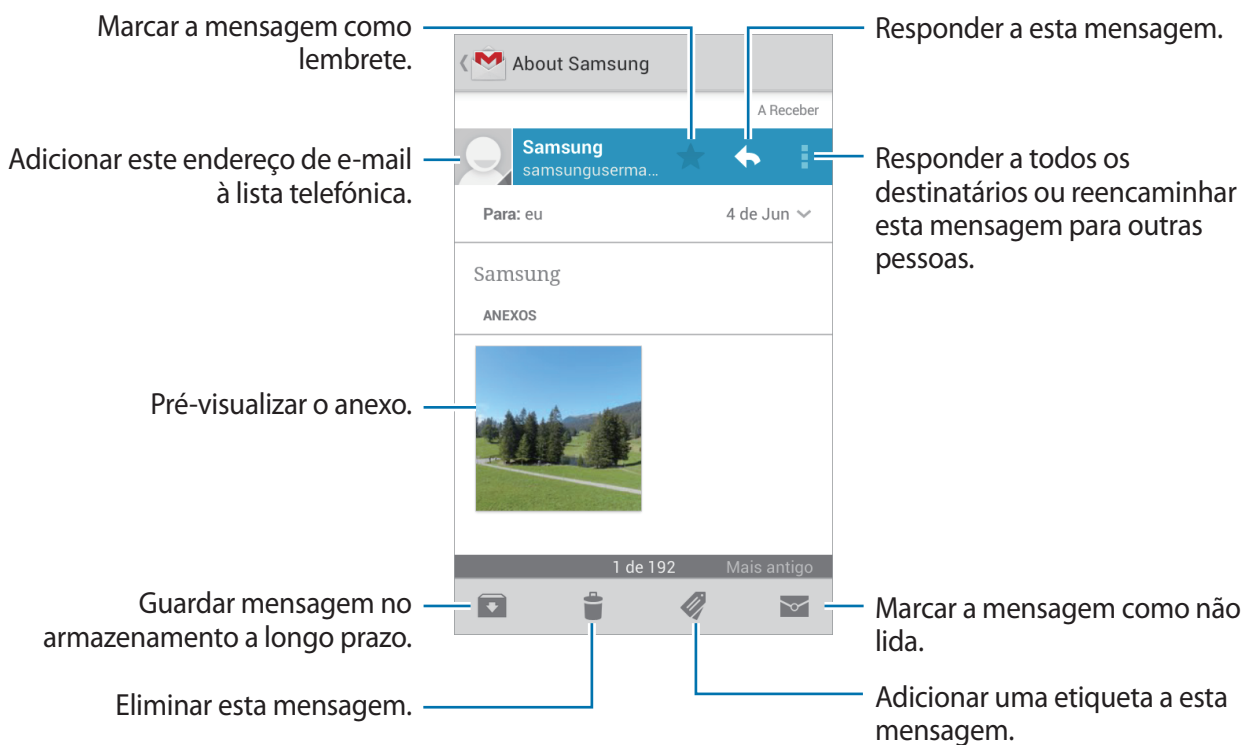 Marcar a mensagem como
lembrete.
Responder a esta mensagem.
About Samsung
A Receber
Adicionar este endereço de e-mail
à lista telefónica.
Samsung
samsunguserma...
Responder a todos os
destinatários ou reencaminhar
esta mensagem para outras
pessoas.
Para: eu
4 de Jun
Samsung
ANEXOS
Pré-visualizar o anexo.
1 de 192
Mais antigo
Guardar mensagem no
armazenamento a longo prazo.
Marcar a mensagem como não
lida.
Eliminar esta mensagem.
Adicionar uma etiqueta a esta
mensagem.